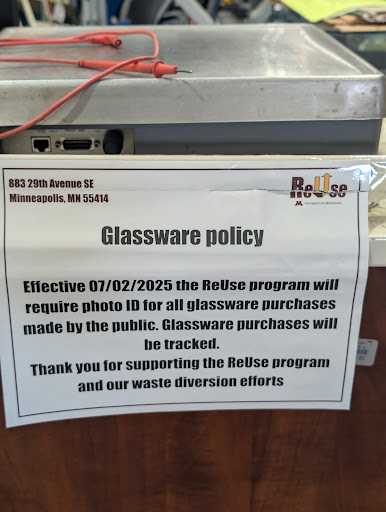 883 29th Avenue SE
Minneapolis, MN 55414
ReUse
Glassware policy
Effective 07/02/2025 the ReUse program will
require photo ID for all glassware purchases
made by the public. Glassware purchases will
be tracked.
Thank you for supporting the ReUse program
and our waste diversion efforts